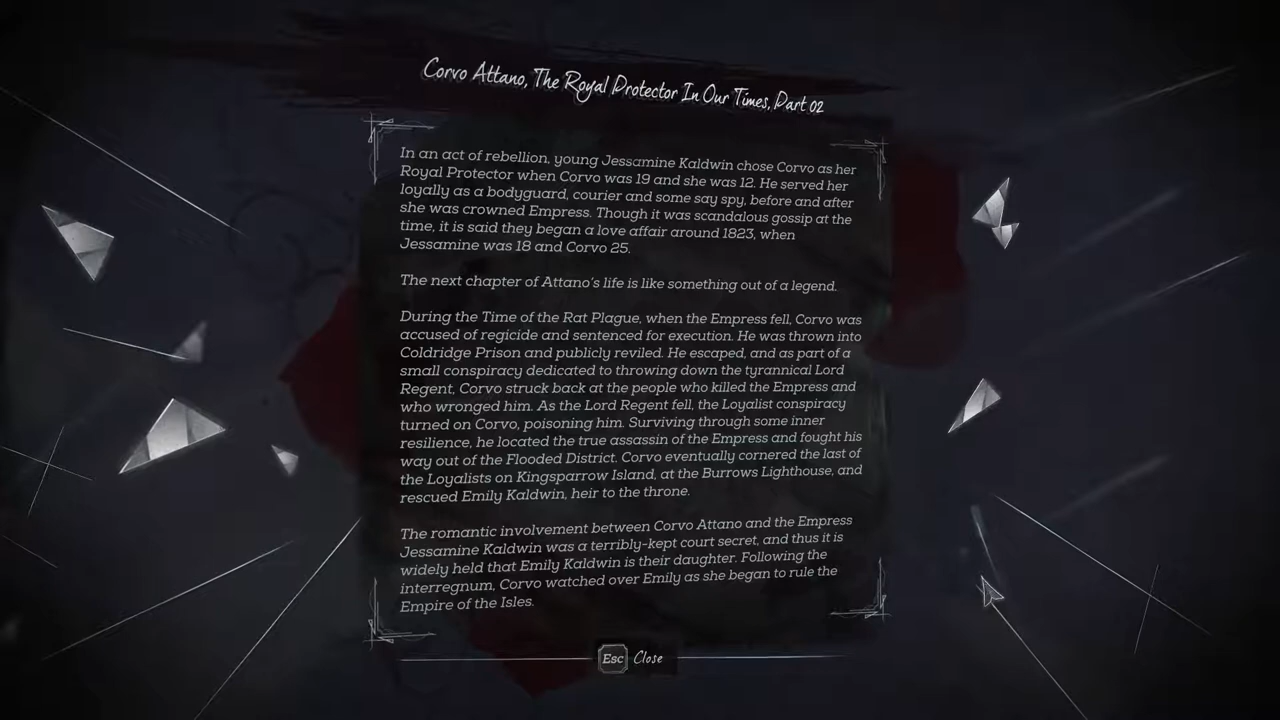 Corvo Attano, The Royal Protector In Our Times, Part 02
In an act of rebellion, young Jessamine Kaldwin chose Corvo as her
Royal Protector when Corvo was 19 and she was 12. He served her
loyally as a bodyguard, courier and some say spy, before and after
she was crowned Empress. Though it was scandalous gossip at the
time, it is said they began a love affair around 1823, when
Jessamine was 18 and Corvo 25.
The next chapter of Attano's life is like something out of a legend.
During the Time of the Rat Plague, when the Empress fell, Corvo was
accused of regicide and sentenced for execution. He was thrown into
Coldridge Prison and publicly reviled. He escaped, and as part of a
small conspiracy dedicated to throwing down the tyrannical Lord
Regent, Corvo struck back at the people who killed the Empress and
who wronged him. As the Lord Regent fell, the Loyalist conspiracy
turned on Corvo, poisoning him. Surviving through some inner
resilience, he located the true assassin of the Empress and fought his
way out of the Flooded District. Corvo eventually cornered the last of
the Loyalists on Kingsparrow Island, at the Burrows Lighthouse, and
rescued Emily Kaldwin, heir to the throne.
The romantic involvement between Corvo Attano and the Empress
Jessamine Kaldwin was a terribly-kept court secret, and thus it is
widely held that Emily Kaldwin is their daughter. Following the
interregnum, Corvo watched over Emily as she began to rule the
Empire of the Isles.
Esc Close